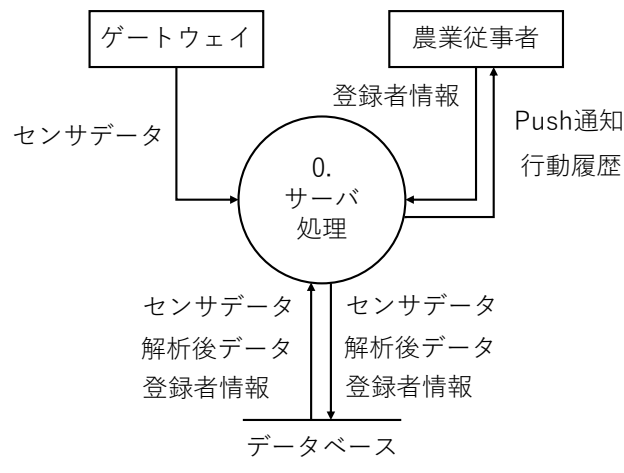 ゲートウェイ
農業従事者
登録者情報
センサデータ
Push通知
行動履歴
0.
サーバ
処理
センサデータ
解析後データ
登録者情報
センサデータ
解析後データ
登録者情報
データベース